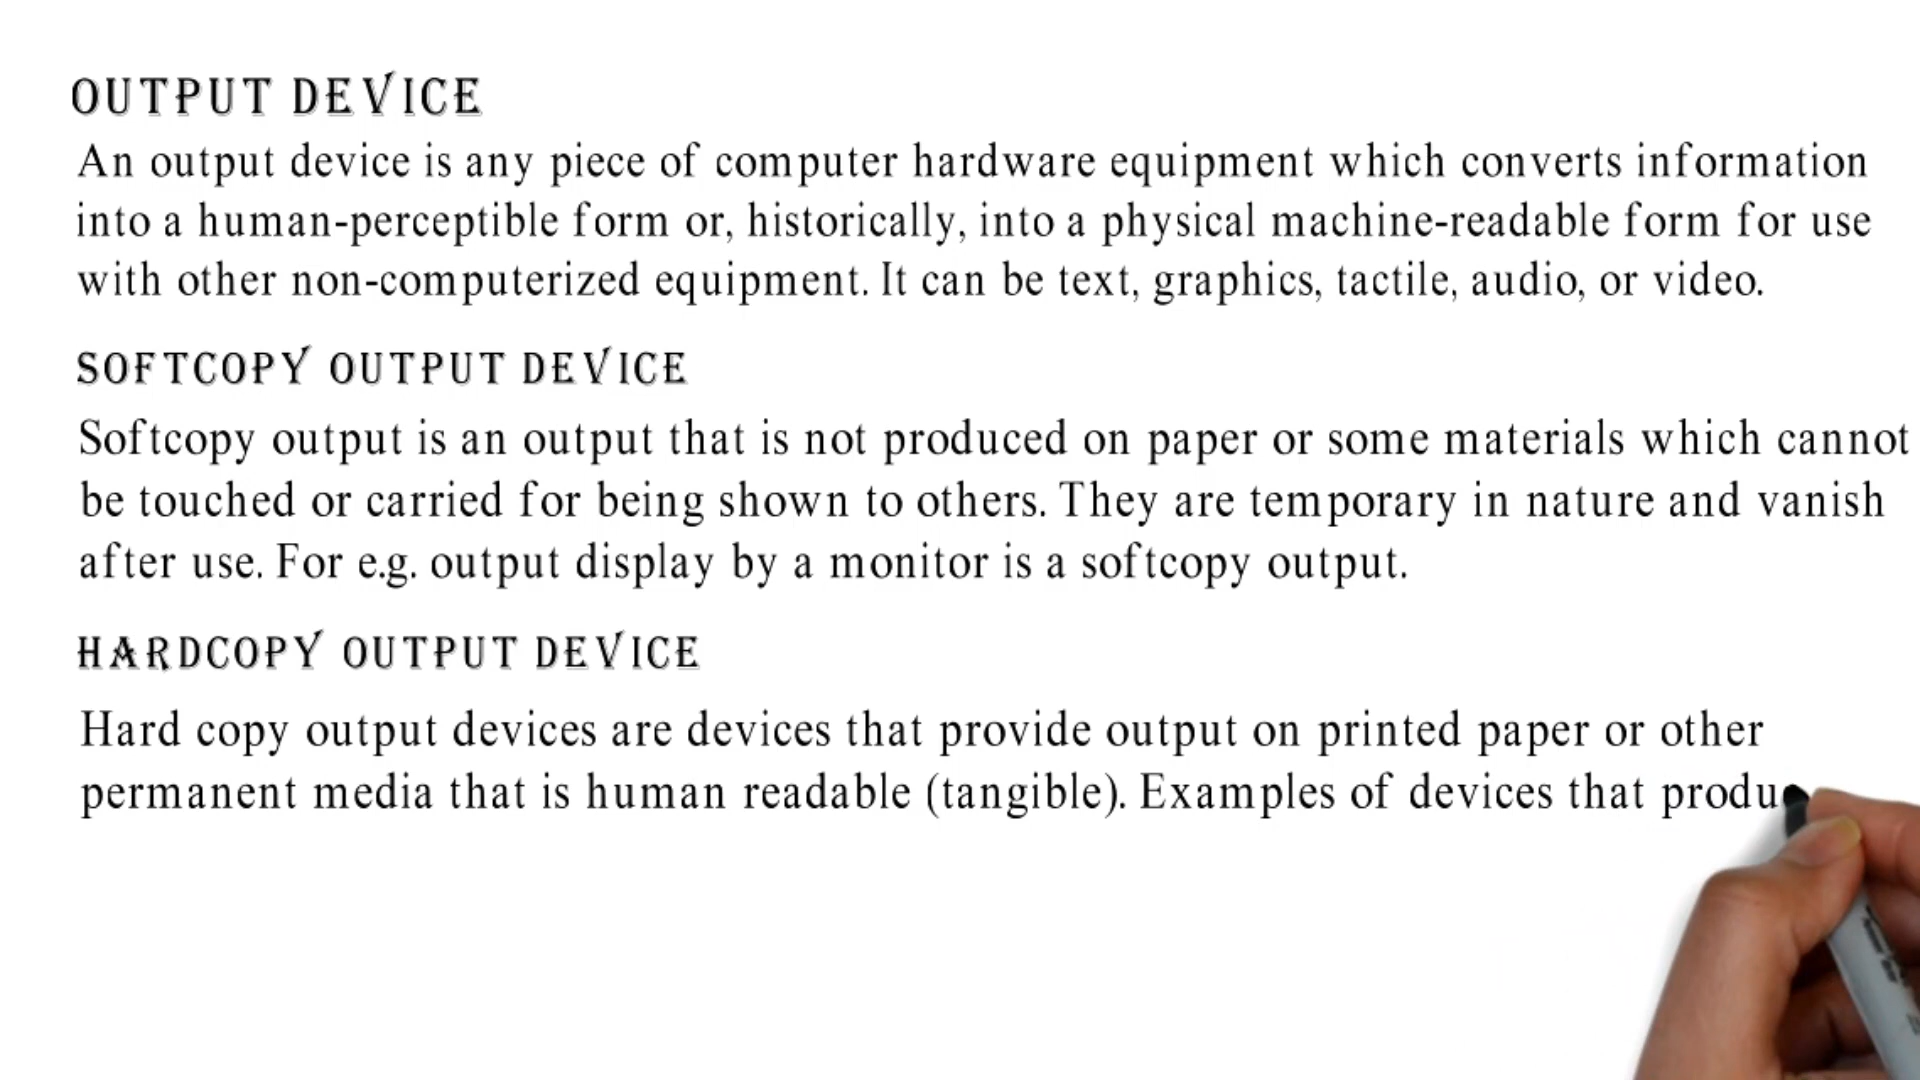 OUTPUT DEVICE
An output device is any piece of computer hardware equipment which converts information
into a human-perceptible form or, historically, into a physical machine-readable form for use
with other non-computerized equipment. It can be text, graphics, tactile, audio, or video.
SOFTCOPY OUTPUT DEVICE
Softcopy output is an output that is not produced on paper or some materials which cannot
be touched or carried for being shown to others. They are temporary in nature and vanish
after use. For e.g. output display by a monitor is a softcopy output.
HARDCOPY OUTPUT DEVICE
Hard copy output devices are devices that provide output on printed paper or other
permanent media that is human readable (tangible). Examples of devices that produ